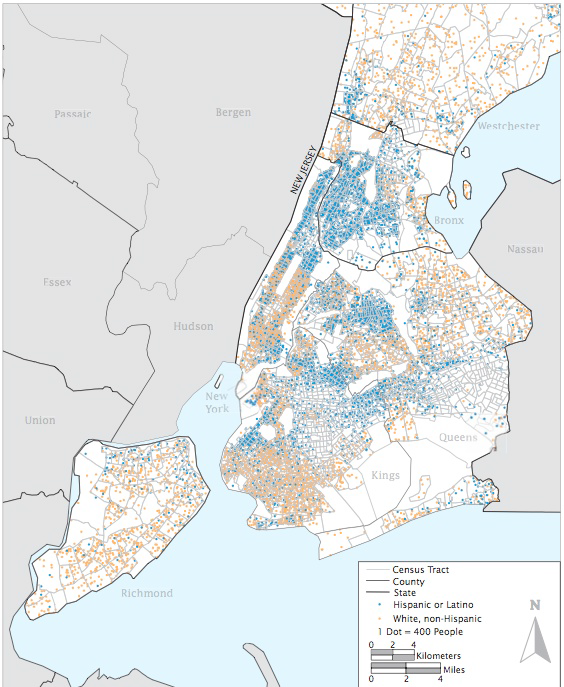 Passaic
Bergen
Westchester
NEW JERSEY
Bronx
Nassau
Essex
Hudson
New
York
Union
Queens
Kings
Richmond
Census Tract
County
State
Hispanic or Latino
White, non-Hispanic
1 Dot = 400 People
N
0 2 4
Kilometers
Miles
0 2 4